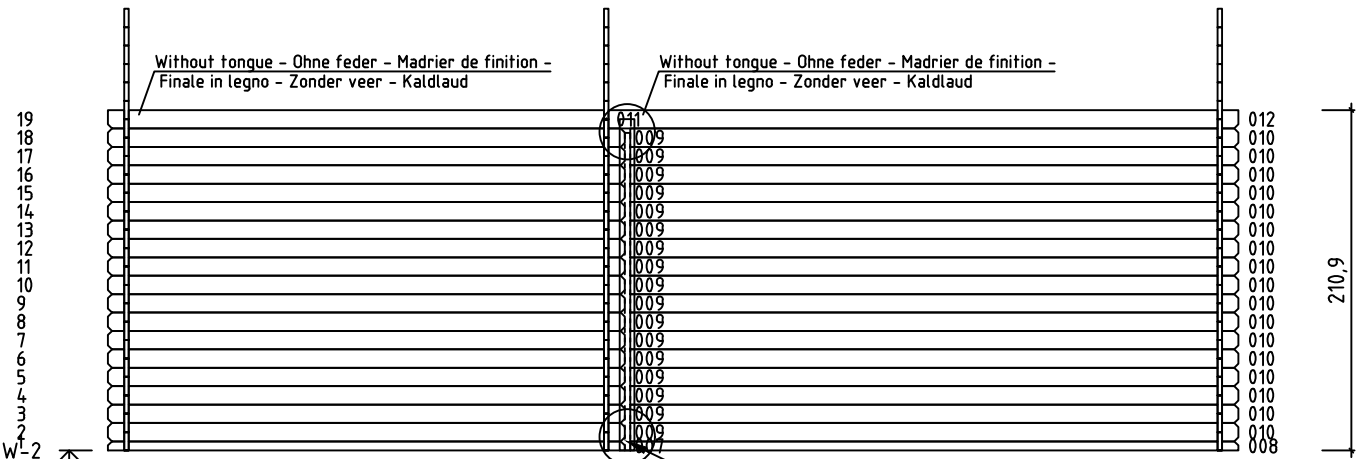 Without tongue - Ohne feder - Madrier de finition -
Finale in legno - Zonder veer - Kaldlaud
Without tongue - Ohne feder - Madrier de finition -
Finale in legno - Zonder veer - Kaldlaud
19 011 012
18 009 010
17 009 010
16 009 010
15 009 010
14 009 010
13 009 010
12 009 010
11 009 010
10 009 010
9 009 010
8 009 010
7 009 010
6 009 010
5 009 010
4 009 010
3 009 010
2 009 010
1 007 008
W-2
210,9